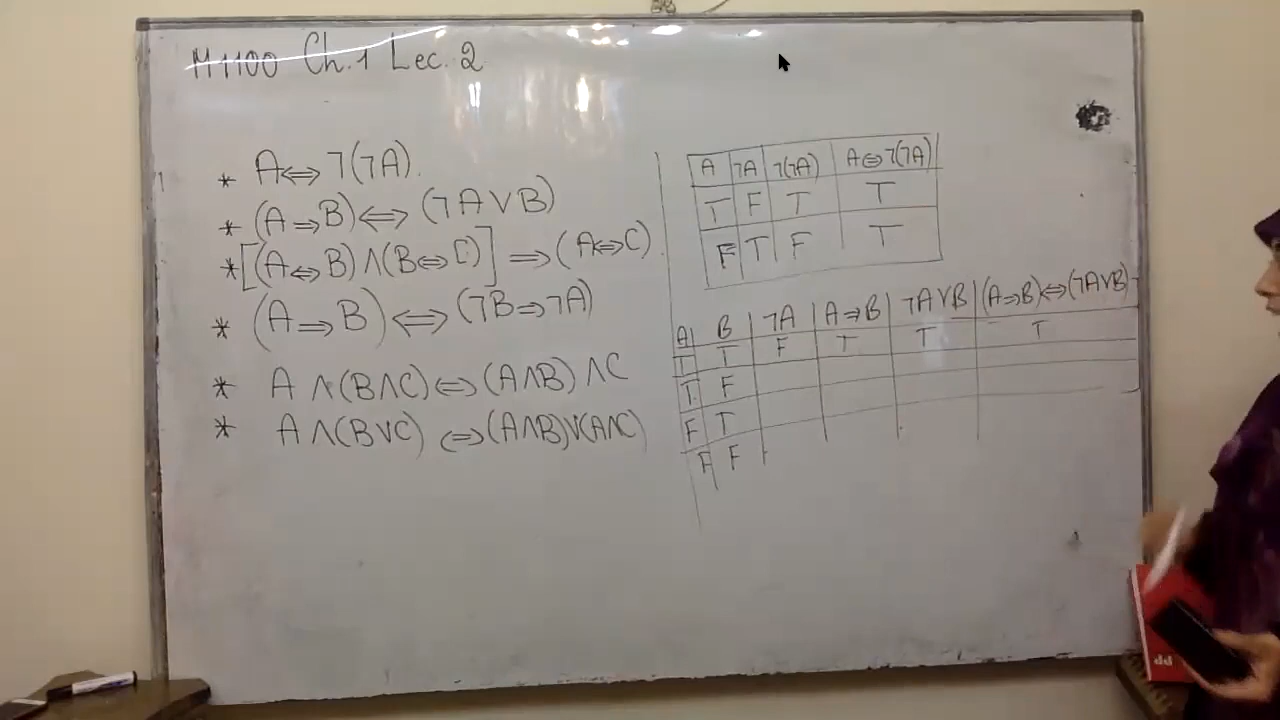 M1100 Ch.1 Lec. 2
* A⇔ ¬(¬A).
* (A⇒B)⇔ (¬A∨B)
*[(A⇔B)∧(B⇔C)] ⇒(A⇔C).
* (A⇒B)⇔(¬B⇒¬A)
* A∧(B∧C)⇔(A∧B)∧C
* A∧(B∨C) ⇔(A∧B)∨(A∧C)
A ¬A ¬(¬A) A⇔¬(¬A)
T F T T
F T F T
A B ¬A A⇒B ¬A∨B (A⇒B)⇔(¬A∨B)
T T F T T T
T F
F T
F F